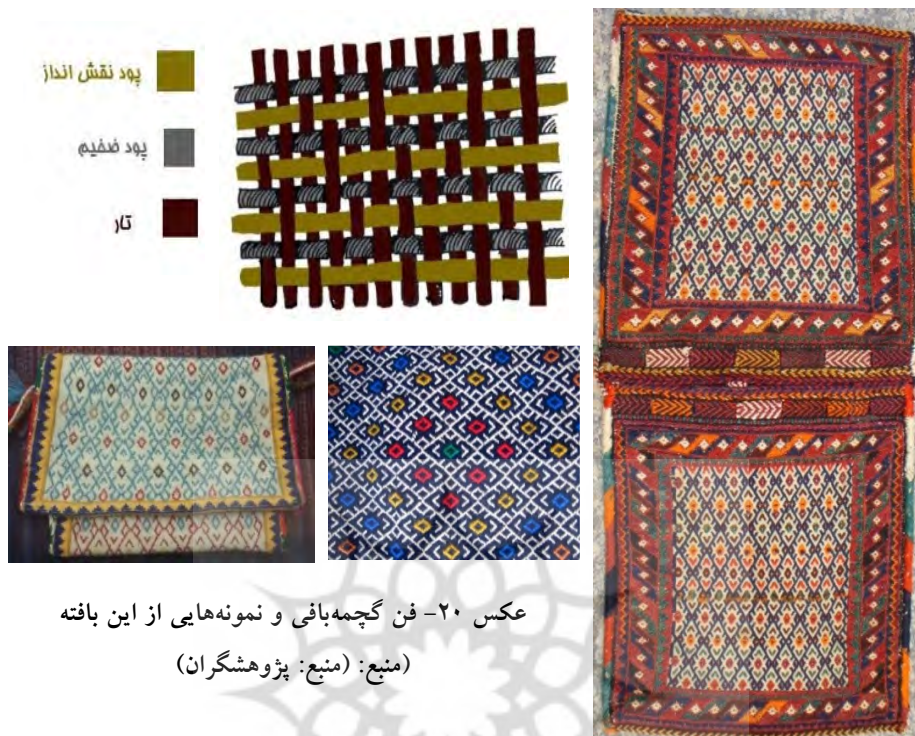 پود نقش انداز
پود ضخیم
تار
عکس ۲۰- فن گچمه‌بافی و نمونه‌هایی از این بافته
(منبع: (منبع: پژوهشگران)